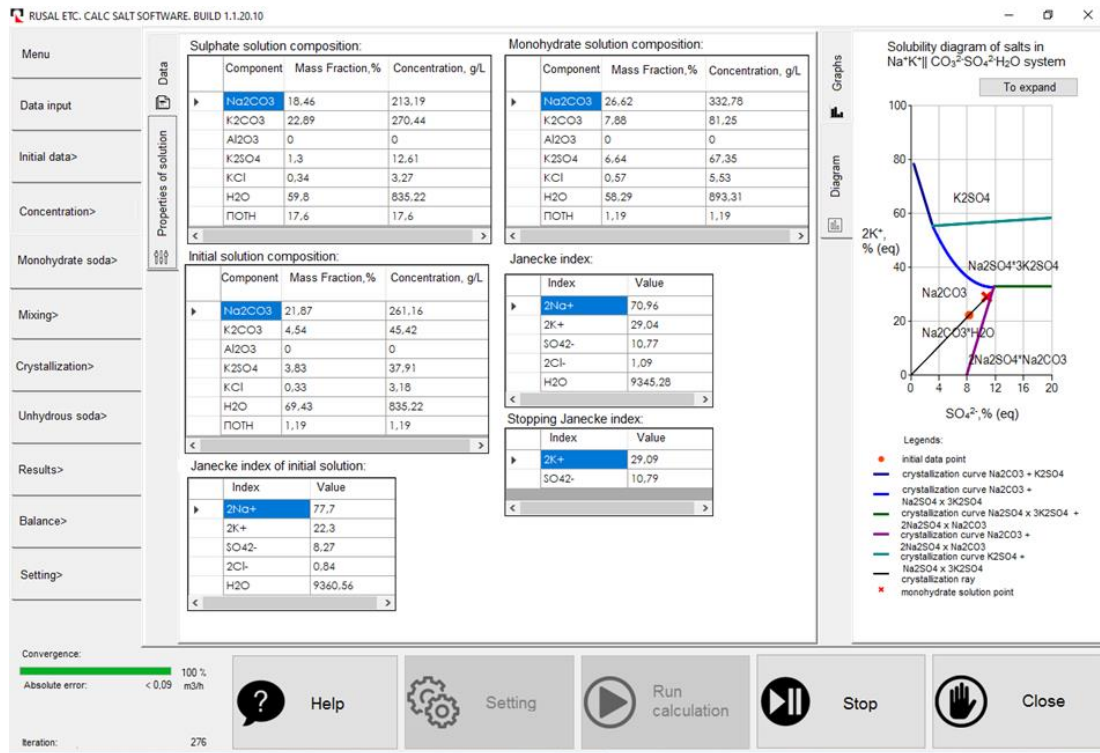 RUSAL ETC. CALC SALT SOFTWARE. BUILD 1.1.20.10
Menu
Data input
Initial data>
Concentration>
Monohydrate soda>
Mixing>
Crystallization>
Unhydrous soda>
Results>
Balance>
Setting>
Data
Properties of solution
Sulphate solution composition:
Component Mass Fraction,% Concentration, g/L
Na2CO3 18,46 213,19
K2CO3 22,89 270,44
Al2O3 0 0
K2SO4 1,3 12,61
KCl 0,34 3,27
H2O 59,8 835,22
ПОТН 17,6 17,6
Monohydrate solution composition:
Component Mass Fraction,% Concentration, g/L
Na2CO3 26,62 332,78
K2CO3 7,88 81,25
Al2O3 0 0
K2SO4 6,64 67,35
KCl 0,57 5,53
H2O 58,29 893,31
ПОТН 1,19 1,19
Initial solution composition:
Component Mass Fraction,% Concentration, g/L
Na2CO3 21,87 261,16
K2CO3 4,54 45,42
Al2O3 0 0
K2SO4 3,83 37,91
KCl 0,33 3,18
H2O 69,43 835,22
ПОТН 1,19 1,19
Janecke index:
Index Value
2Na+ 70,96
2K+ 29,04
SO42- 10,77
2Cl- 1,09
H2O 9345,28
Stopping Janecke index:
Index Value
2K+ 29,09
SO42- 10,79
Janecke index of initial solution:
Index Value
2Na+ 77,7
2K+ 22,3
SO42- 8,27
2Cl- 0,84
H2O 9360,56
Graphs
Diagram
Solubility diagram of salts in
Na⁺K⁺|| CO₃²⁻SO₄²⁻H₂O system
To expand
100
80
60
40
20
0
2K⁺,
% (eq)
K2SO4
Na2SO4*3K2SO4
Na2CO3
Na2CO3*H2O
2Na2SO4*Na2CO3
0 4 8 12 16 20
SO₄²⁻,% (eq)
Legends:
initial data point
crystallization curve Na2CO3 + K2SO4
crystallization curve Na2CO3 +
Na2SO4 x 3K2SO4
crystallization curve Na2SO4 x 3K2SO4 +
2Na2SO4 x Na2CO3
crystallization curve Na2CO3 +
2Na2SO4 x Na2CO3
crystallization curve K2SO4 +
Na2SO4 x 3K2SO4
crystallization ray
monohydrate solution point
Convergence:
100 %
Absolute error: < 0,09 m3/h
Iteration: 276
Help
Setting
Run
calculation
Stop
Close